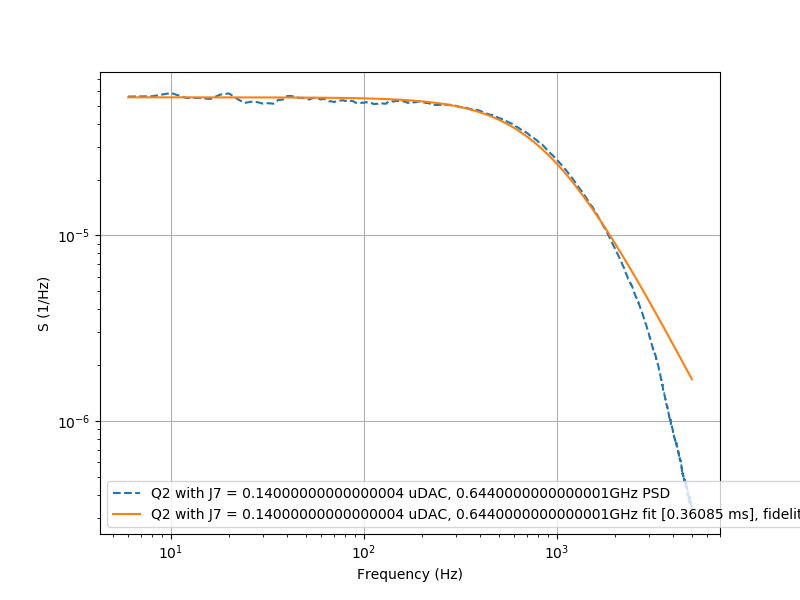 S (1/Hz)
10⁻⁵
10⁻⁶
Q2 with J7 = 0.14000000000000004 uDAC, 0.6440000000000001GHz PSD
Q2 with J7 = 0.14000000000000004 uDAC, 0.6440000000000001GHz fit [0.36085 ms], fidelit
10¹ 10² 10³
Frequency (Hz)